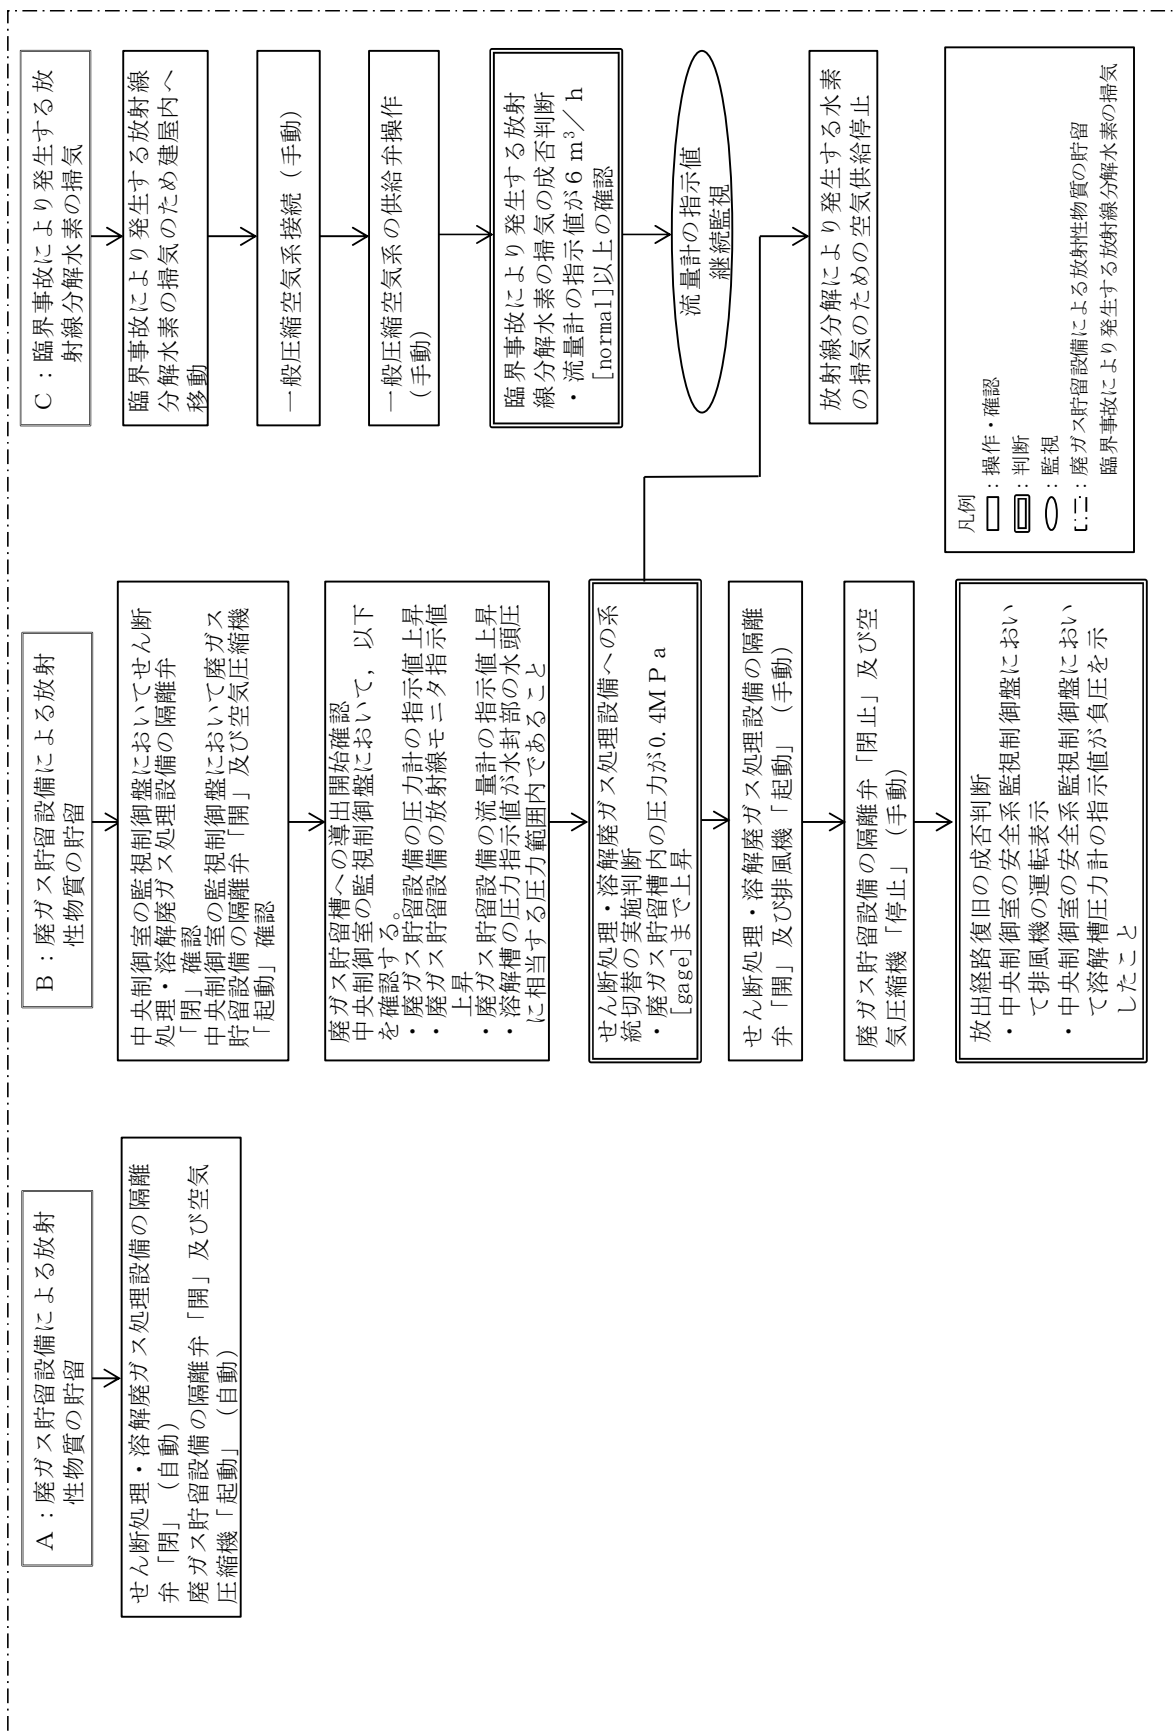 A：廃ガス貯留設備による放射
性物質の貯留
せん断処理・溶解廃ガス処理設備の隔離
弁「閉」（自動）
廃ガス貯留設備の隔離弁「開」及び空気
圧縮機「起動」（自動）
B：廃ガス貯留設備による放射
性物質の貯留
中央制御室の監視制御盤においてせん断
処理・溶解廃ガス処理設備の隔離弁
「閉」確認
中央制御室の監視制御盤において廃ガス
貯留設備の隔離弁「開」及び空気圧縮機
「起動」確認
廃ガス貯留槽への導出開始確認
中央制御室の監視制御盤において，以下
を確認する。
・廃ガス貯留設備の圧力計の指示値上昇
・廃ガス貯留設備の放射線モニタ指示値
上昇
・廃ガス貯留設備の流量計の指示値上昇
・溶解槽の圧力指示値が水封部の水頭圧
に相当する圧力範囲内であること
せん断処理・溶解廃ガス処理設備への系
統切替の実施判断
・廃ガス貯留槽内の圧力が0.4MPa
[gage]まで上昇
せん断処理・溶解廃ガス処理設備の隔離
弁「開」及び排風機「起動」（手動）
廃ガス貯留設備の隔離弁「閉止」及び空
気圧縮機「停止」（手動）
放出経路復旧の成否判断
・中央制御室の安全系監視制御盤におい
て排風機の運転表示
・中央制御室の安全系監視制御盤におい
て溶解槽圧力計の指示値が負圧を示
したこと
C：臨界事故により発生する放
射線分解水素の掃気
臨界事故により発生する放射線
分解水素の掃気のため建屋内へ
移動
一般圧縮空気系接続（手動）
一般圧縮空気系の供給弁操作
（手動）
臨界事故により発生する放射
線分解水素の掃気の成否判断
・流量計の指示値が6m³／h
[normal]以上の確認
流量計の指示値
継続監視
放射線分解により発生する水素
の掃気のための空気供給停止
凡例
：操作・確認
：判断
：監視
：廃ガス貯留設備による放射性物質の貯留
臨界事故により発生する放射線分解水素の掃気